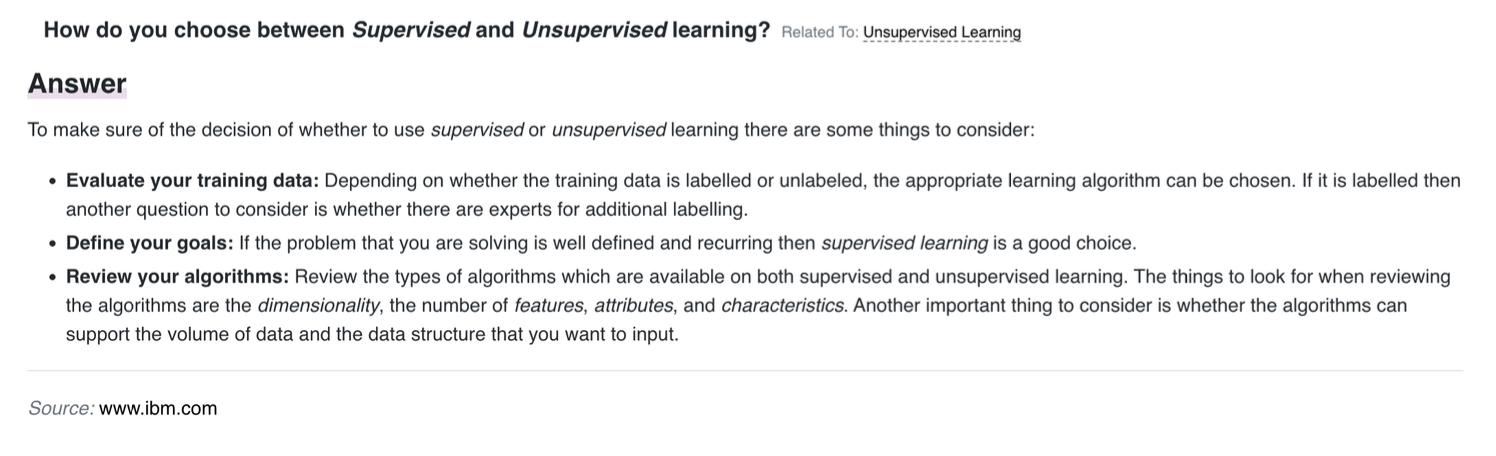 How do you choose between Supervised and Unsupervised learning? Related To: Unsupervised Learning
Answer
To make sure of the decision of whether to use supervised or unsupervised learning there are some things to consider:
• Evaluate your training data: Depending on whether the training data is labelled or unlabeled, the appropriate learning algorithm can be chosen. If it is labelled then
another question to consider is whether there are experts for additional labelling.
• Define your goals: If the problem that you are solving is well defined and recurring then supervised learning is a good choice.
• Review your algorithms: Review the types of algorithms which are available on both supervised and unsupervised learning. The things to look for when reviewing
the algorithms are the dimensionality, the number of features, attributes, and characteristics. Another important thing to consider is whether the algorithms can
support the volume of data and the data structure that you want to input.
Source: www.ibm.com